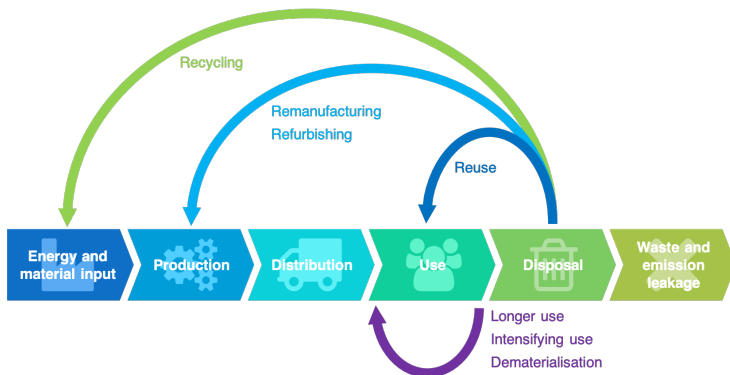 Recycling
Remanufacturing
Refurbishing
Reuse
Energy and
material input
Production
Distribution
Use
Disposal
Waste and
emission
leakage
Longer use
Intensifying use
Dematerialisation